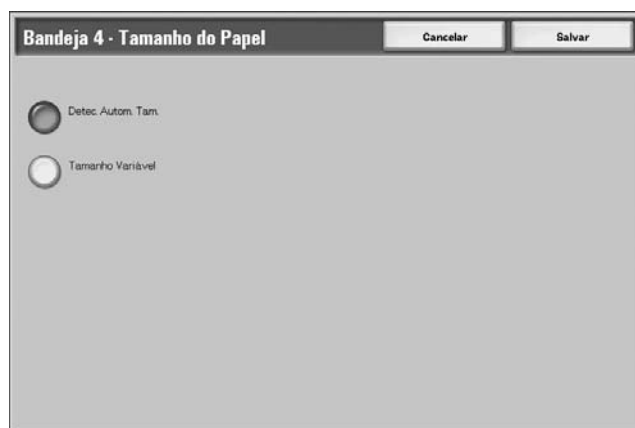 Bandeja 4 - Tamanho do Papel
Cancelar
Salvar
Detec. Autom. Tam.
Tamanho Variável